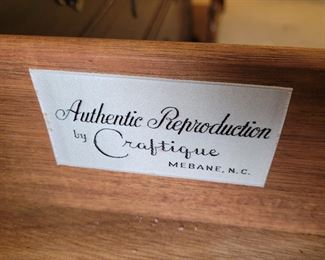 Authentic Reproduction
by Craftique
MEBANE, N.C.